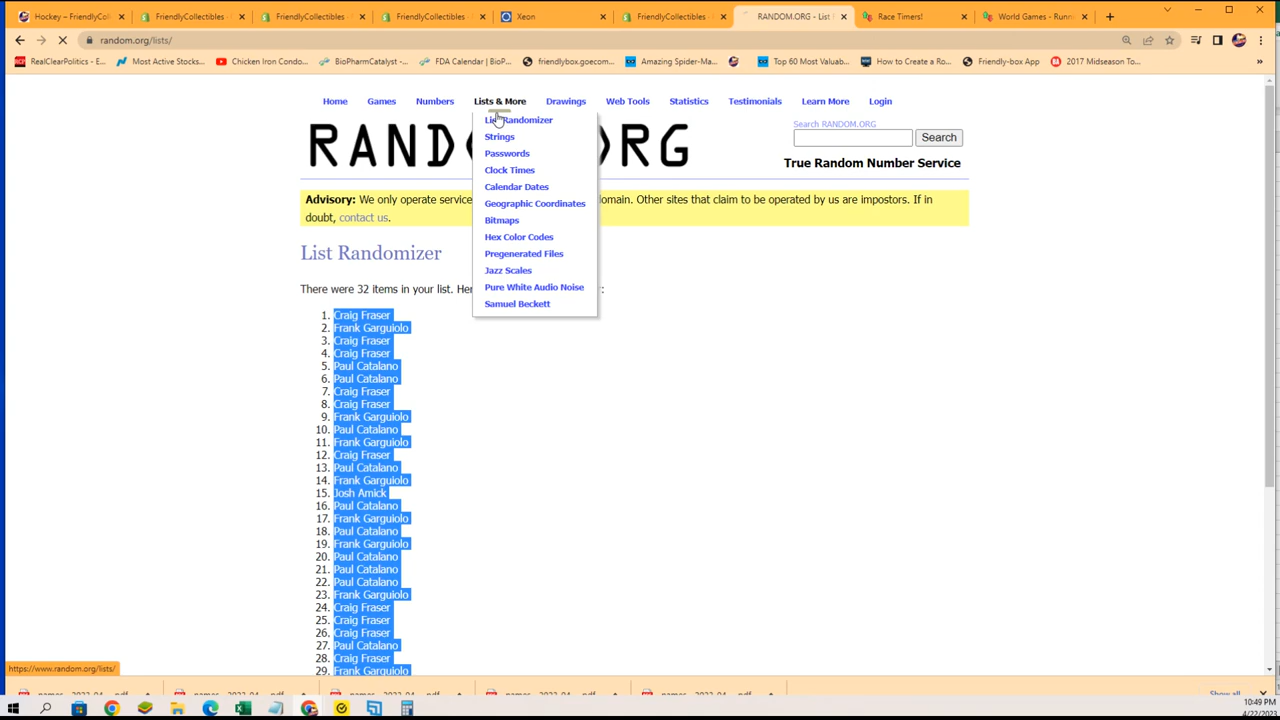 Hockey – FriendlyColl
FriendlyCollectibles
FriendlyCollectibles
FriendlyCollectibles
Xeon
FriendlyCollectibles
RANDOM.ORG - List
Race Timers!
World Games - Runn
random.org/lists/
RealClearPolitics - E...
Most Active Stocks...
Chicken Iron Condo...
BioPharmCatalyst -...
FDA Calendar | BioP...
friendlybox.goecom...
Amazing Spider-Ma...
Top 60 Most Valuab...
How to Create a Ro...
Friendly-box App
2017 Midseason To...
Home Games Numbers Lists & More Drawings Web Tools Statistics Testimonials Learn More Login
List Randomizer
Strings
Passwords
Clock Times
Calendar Dates
Geographic Coordinates
Bitmaps
Hex Color Codes
Pregenerated Files
Jazz Scales
Pure White Audio Noise
Samuel Beckett
Search RANDOM.ORG
Search
True Random Number Service
Advisory: We only operate service omain. Other sites that claim to be operated by us are impostors. If in
doubt, contact us.
List Randomizer
There were 32 items in your list. Her
1. Craig Fraser
2. Frank Garguiolo
3. Craig Fraser
4. Craig Fraser
5. Paul Catalano
6. Paul Catalano
7. Craig Fraser
8. Craig Fraser
9. Frank Garguiolo
10. Paul Catalano
11. Frank Garguiolo
12. Craig Fraser
13. Paul Catalano
14. Frank Garguiolo
15. Josh Amick
16. Paul Catalano
17. Frank Garguiolo
18. Paul Catalano
19. Frank Garguiolo
20. Paul Catalano
21. Paul Catalano
22. Paul Catalano
23. Frank Garguiolo
24. Craig Fraser
25. Craig Fraser
26. Craig Fraser
27. Paul Catalano
28. Craig Fraser
29. Frank Garguiolo
https://www.random.org/lists/
Show all
10:49 PM
4/22/2023